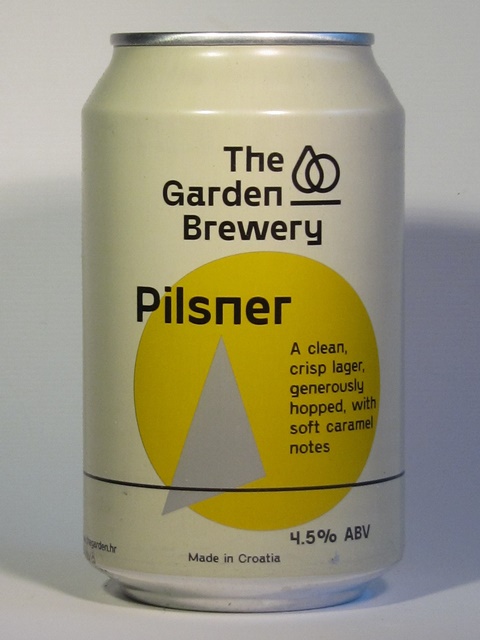 The
Garden
Brewery
Pilsner
A clean,
crisp lager,
generously
hopped, with
soft caramel
notes
4.5% ABV
Made in Croatia